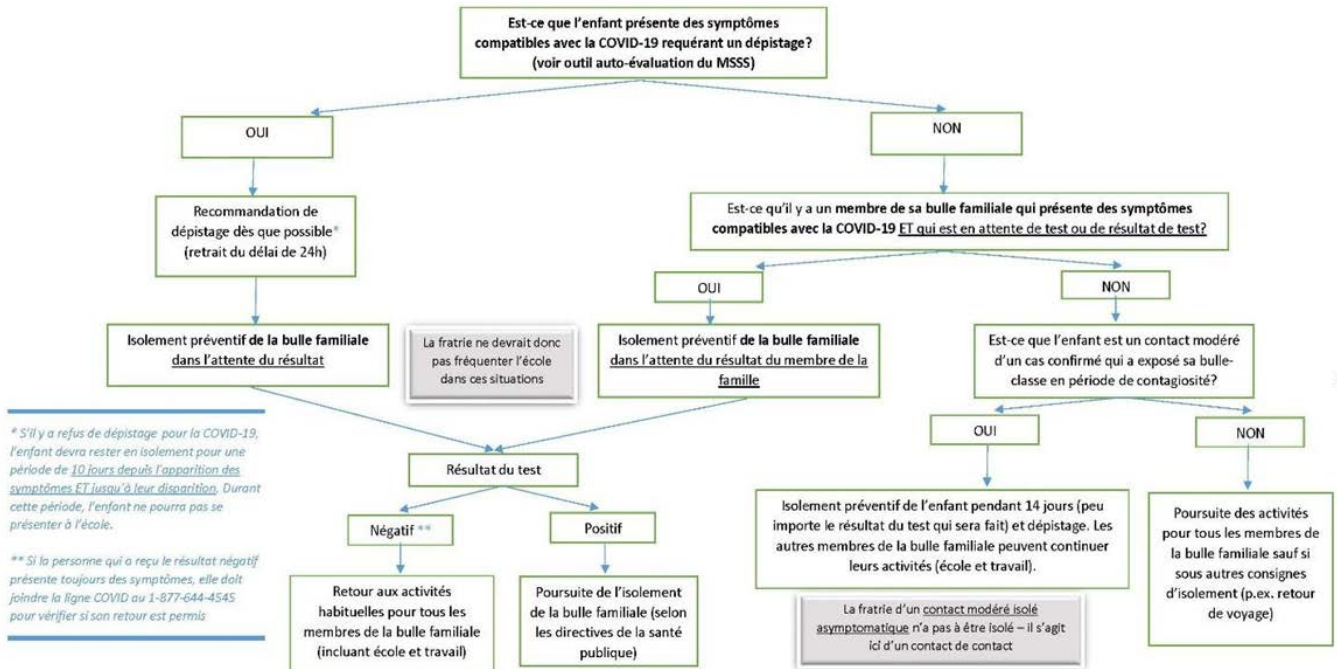 Est-ce que l'enfant présente des symptômes
compatibles avec la COVID-19 requérant un dépistage?
(voir outil auto-évaluation du MSSS)
OUI
NON
Recommandation de
dépistage dès que possible*
(retrait du délai de 24h)
Est-ce qu'il y a un membre de sa bulle familiale qui présente des symptômes
compatibles avec la COVID-19 ET qui est en attente de test ou de résultat de test?
OUI
NON
Isolement préventif de la bulle familiale
dans l'attente du résultat
La fratrie ne devrait donc
pas fréquenter l'école
dans ces situations
Isolement préventif de la bulle familiale
dans l'attente du résultat du membre de la
famille
Est-ce que l'enfant est un contact modéré
d'un cas confirmé qui a exposé sa bulle-
classe en période de contagiosité?
* S'il y a refus de dépistage pour la COVID-19,
l'enfant devra rester en isolement pour une
période de 10 jours depuis l'apparition des
symptômes ET jusqu'à leur disparition. Durant
cette période, l'enfant ne pourra pas se
présenter à l'école.
** Si la personne qui a reçu le résultat négatif
présente toujours des symptômes, elle doit
joindre la ligne COVID au 1-877-644-4545
pour vérifier si son retour est permis
Résultat du test
OUI
NON
Négatif **
Positif
Retour aux activités
habituelles pour tous les
membres de la bulle familiale
(incluant école et travail)
Poursuite de l'isolement
de la bulle familiale (selon
les directives de la santé
publique)
Isolement préventif de l'enfant pendant 14 jours (peu
importe le résultat du test qui sera fait) et dépistage. Les
autres membres de la bulle familiale peuvent continuer
leurs activités (école et travail).
La fratrie d'un contact modéré isolé
asymptomatique n'a pas à être isolé – il s'agit
ici d'un contact de contact
Poursuite des activités
pour tous les membres de
la bulle familiale sauf si
sous autres consignes
d'isolement (p.ex. retour
de voyage)